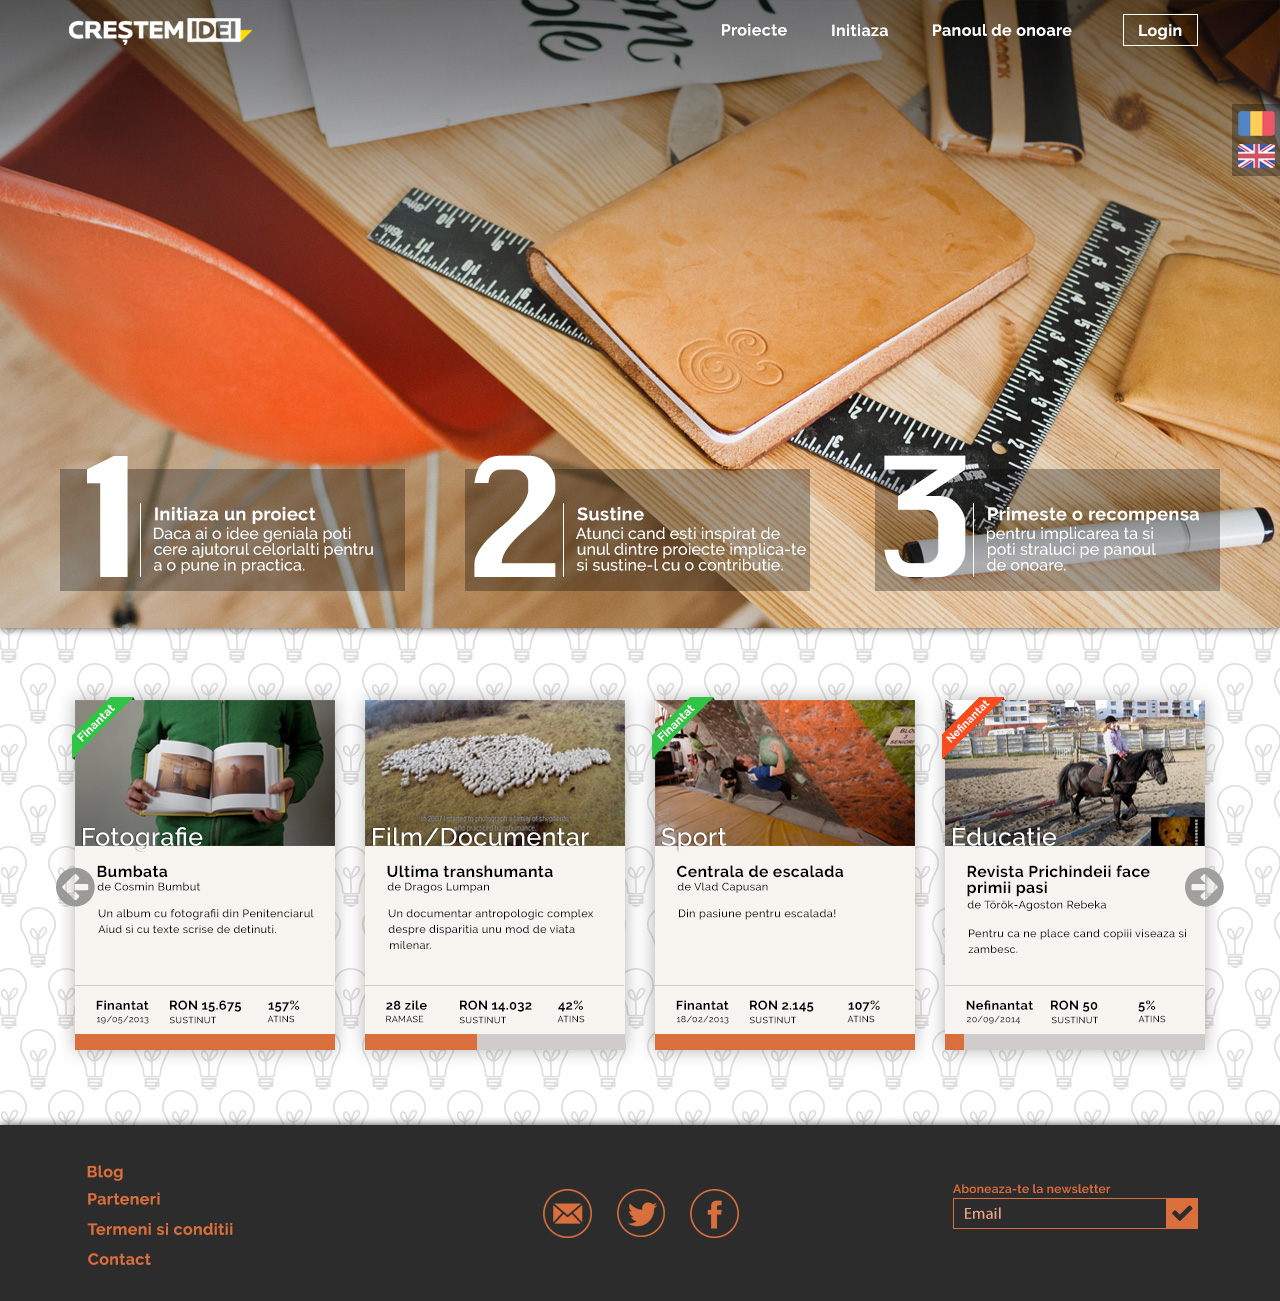 CREȘTEM IDEI
Proiecte
Initiaza
Panoul de onoare
Login
1
Initiaza un proiect
Daca ai o idee geniala poti
cere ajutorul celorlalti pentru
a o pune in practica.
2
Sustine
Atunci cand esti inspirat de
unul dintre proiecte implica-te
si sustine-l cu o contributie.
3
Primeste o recompensa
pentru implicarea ta si
poti straluci pe panoul
de onoare.
Finantat
Fotografie
Bumbata
de Cosmin Bumbut
Un album cu fotografii din Penitenciarul
Aiud si cu texte scrise de detinuti.
Finantat
RON 15.675
157%
19/05/2013
SUSTINUT
ATINS
Film/Documentar
Ultima transhumanta
de Dragos Lumpan
Un documentar antropologic complex
despre disparitia unu mod de viata
milenar.
28 zile
RON 14.032
42%
RAMASE
SUSTINUT
ATINS
Finantat
Sport
Centrala de escalada
de Vlad Capusan
Din pasiune pentru escalada!
Finantat
RON 2.145
107%
18/02/2013
SUSTINUT
ATINS
Nefinantat
Educatie
Revista Prichindeii face
primii pasi
de Török-Agoston Rebeka
Pentru ca ne place cand copiii viseaza si
zambesc.
Nefinantat
RON 50
5%
20/09/2014
SUSTINUT
ATINS
Blog
Parteneri
Termeni si conditii
Contact
Aboneaza-te la newsletter
Email